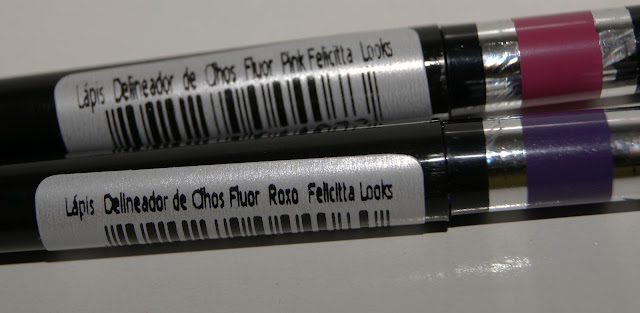 Lápis Delineador de Olhos Fluor Pink Felicitta Looks
Lápis Delineador de Olhos Fluor Roxo Felicitta Looks